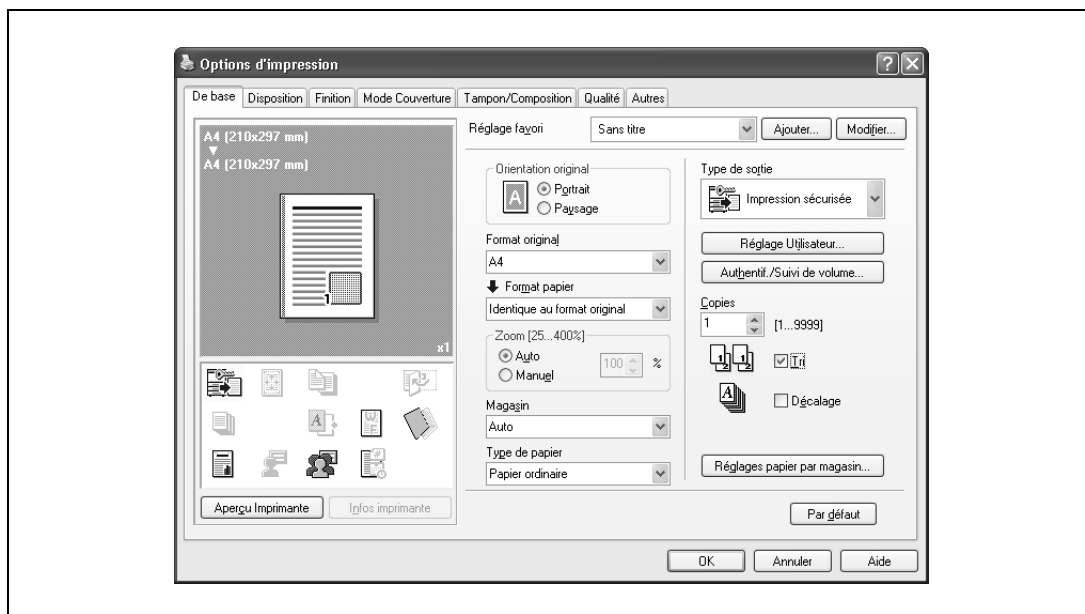 Options d'impression
De base Disposition Finition Mode Couverture Tampon/Composition Qualité Autres
A4 (210x297 mm)
A4 (210x297 mm)
x1
Aperçu Imprimante Infos imprimante
Réglage favori Sans titre Ajouter... Modifier...
Orientation original
A
Portrait
Paysage
Format original
A4
Format papier
Identique au format original
Zoom [25...400%]
Auto
Manuel
100 %
Magasin
Auto
Type de papier
Papier ordinaire
Type de sortie
Impression sécurisée
Réglage Utilisateur...
Authentif./Suivi de volume...
Copies
1 [1...9999]
Tri
Décalage
Réglages papier par magasin...
Par défaut
OK Annuler Aide